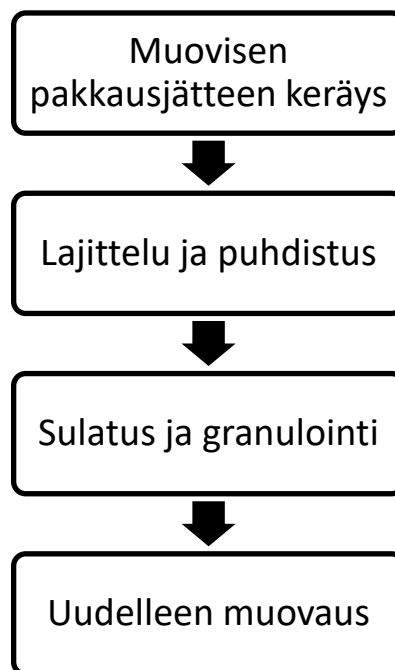 Muovisen
pakkausjätteen keräys
Lajittelu ja puhdistus
Sulatus ja granulointi
Uudelleen muovaus